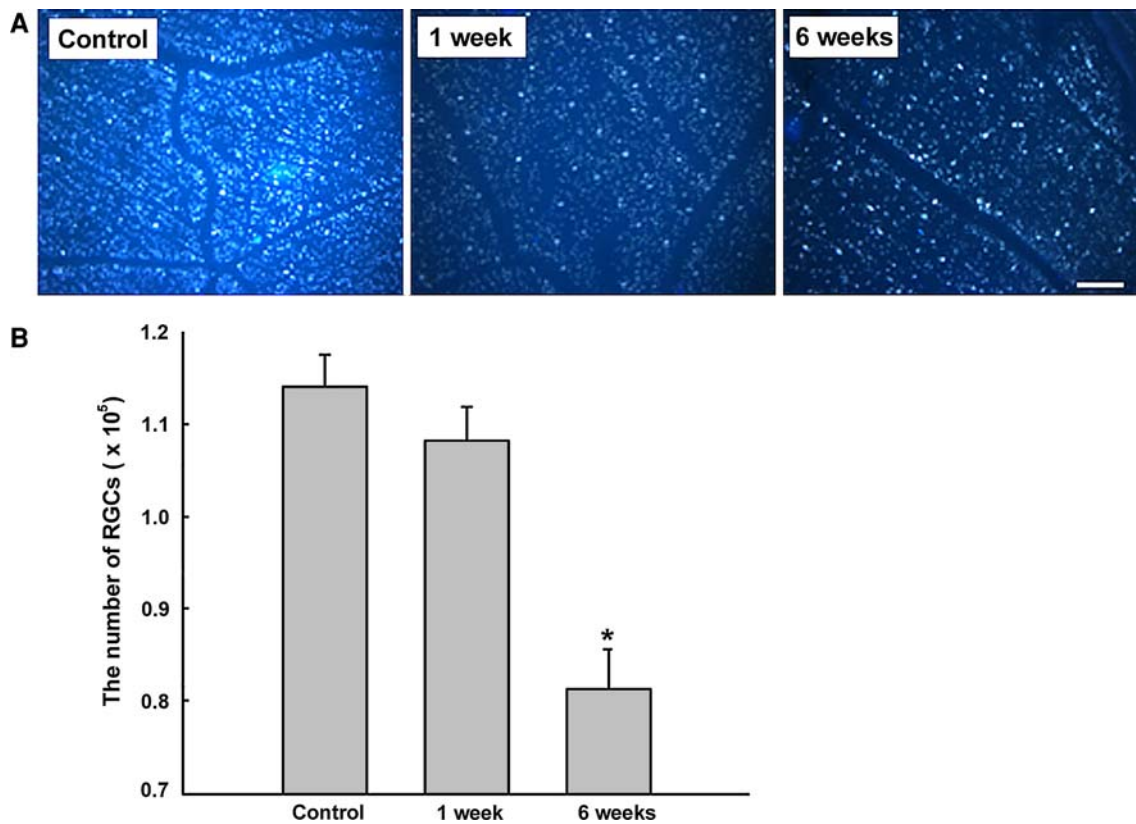 A
Control
1 week
6 weeks
B
The number of RGCs ( x 10⁵)
1.2
1.1
1.0
0.9
0.8
0.7
*
Control
1 week
6 weeks